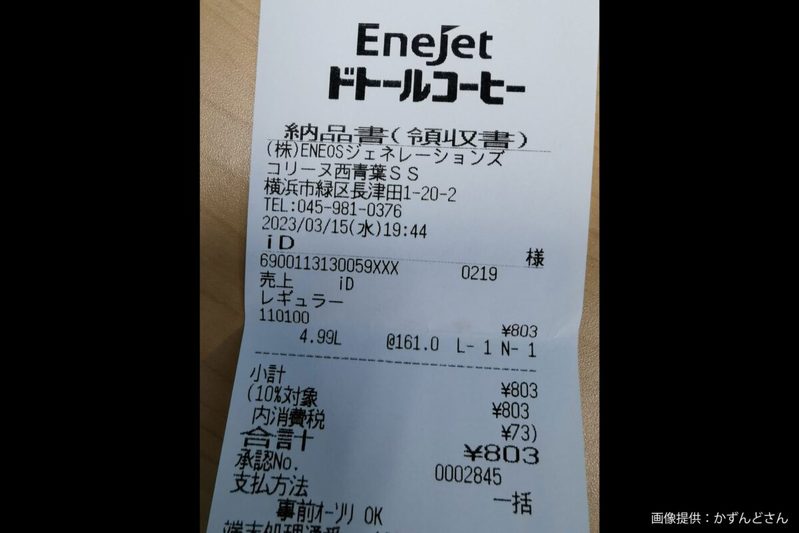 Enejet
ドトールコーヒー
納品書(領収書)
(株)ENEOSジェネレーションズ
コリーヌ西青葉SS
横浜市緑区長津田1-20-2
TEL:045-981-0376
2023/03/15(水)19:44
iD 様
6900113130059XXX 0219
売上 iD
レギュラー
110100 ¥803
4.99L @161.0 L- 1 N- 1
小計 ¥803
(10%対象 ¥803
内消費税 ¥73)
合計 ¥803
承認No. 0002845
支払方法 一括
事前オーソリ OK
端末処理通番
画像提供：かずんどさん